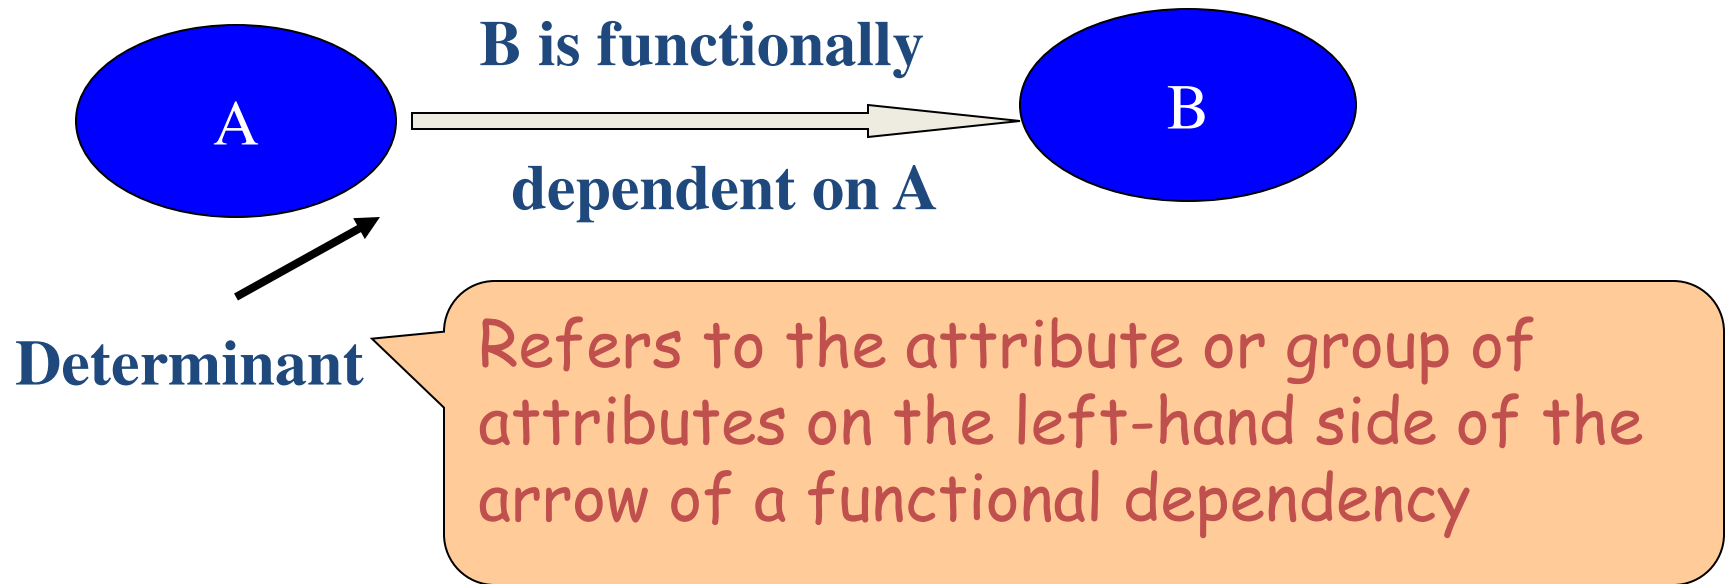 B is functionally
A
B
dependent on A
Determinant
Refers to the attribute or group of
attributes on the left-hand side of the
arrow of a functional dependency